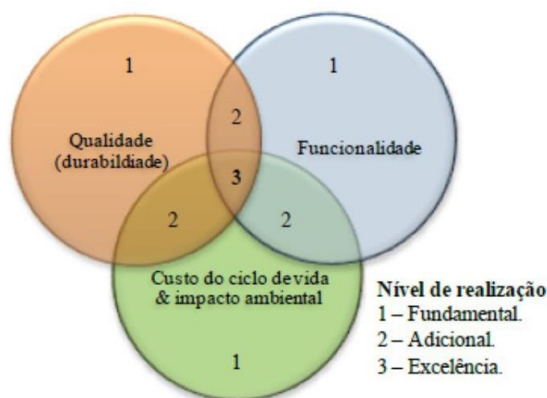 1
1
2
Qualidade
(durabildiade)
Funcionalidade
3
2
2
Custo do ciclo de vida
& impacto ambiental
1
Nível de realização
1 – Fundamental.
2 – Adicional.
3 – Excelência.